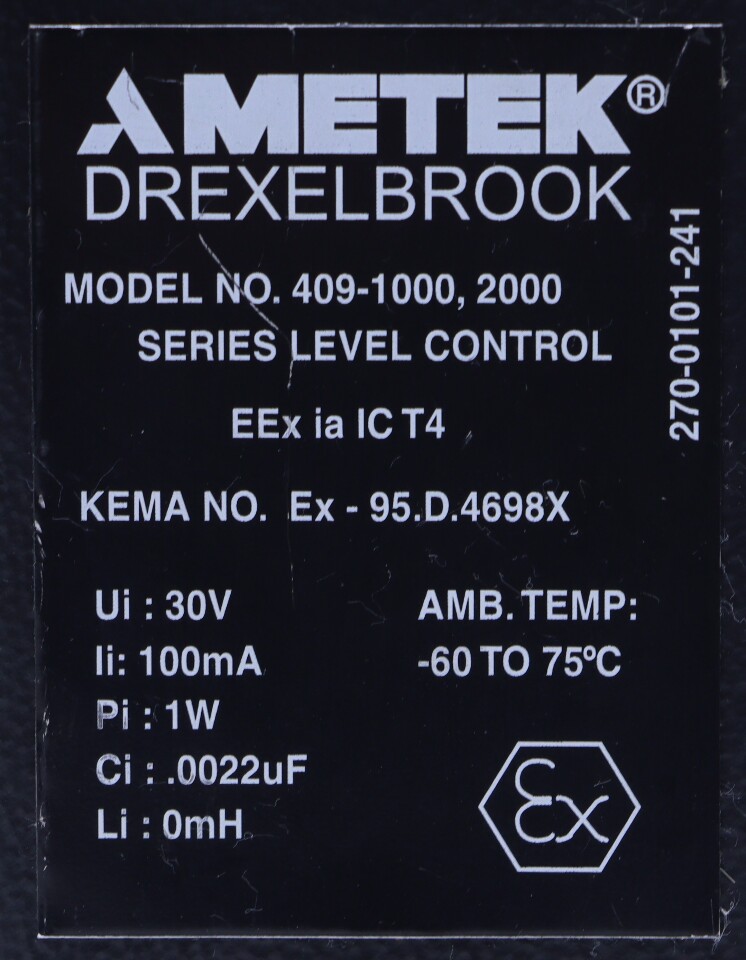 AMETEK®
DREXELBROOK
270-0101-241
MODEL NO. 409-1000, 2000
SERIES LEVEL CONTROL
EEx ia IC T4
KEMA NO. Ex - 95.D.4698X
Ui : 30V
Ii: 100mA
Pi : 1W
Ci : .0022uF
Li : 0mH
AMB. TEMP:
-60 TO 75ºC
Ex